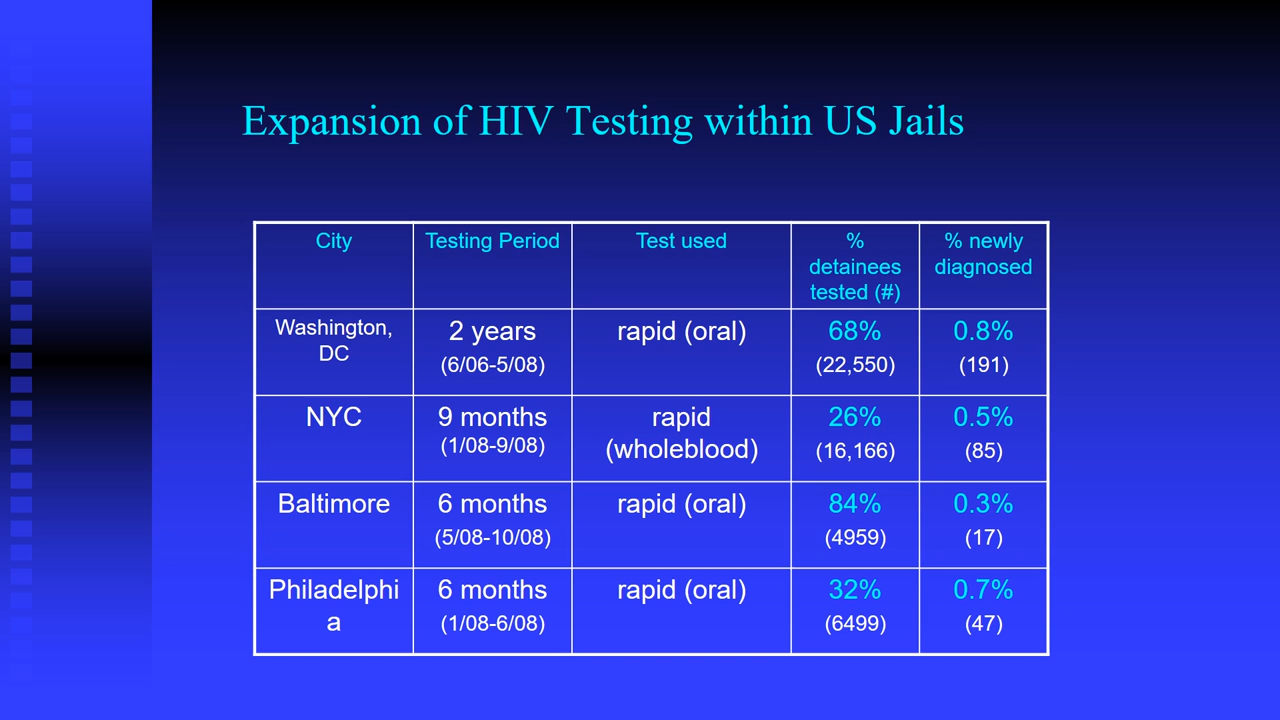 Expansion of HIV Testing within US Jails
City
Testing Period
Test used
%
detainees
tested (#)
% newly
diagnosed
Washington,
DC
2 years
(6/06-5/08)
rapid (oral)
68%
(22,550)
0.8%
(191)
NYC
9 months
(1/08-9/08)
rapid
(wholeblood)
26%
(16,166)
0.5%
(85)
Baltimore
6 months
(5/08-10/08)
rapid (oral)
84%
(4959)
0.3%
(17)
Philadelphi
a
6 months
(1/08-6/08)
rapid (oral)
32%
(6499)
0.7%
(47)